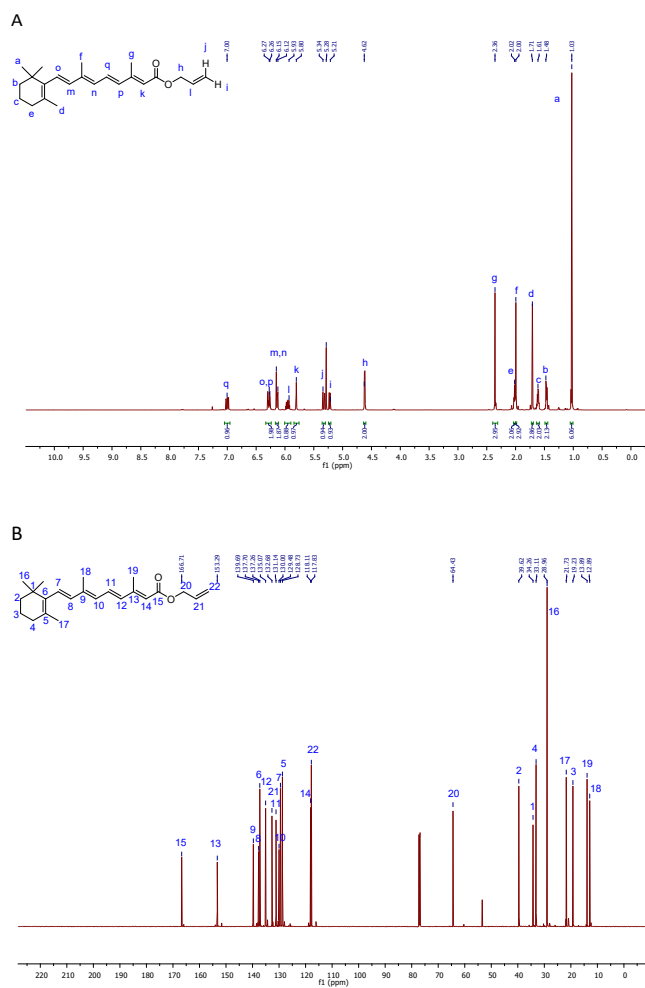 A
7.00 6.27 6.26 6.15 6.12 5.93 5.80 5.34 5.28 5.21 4.62 2.36 2.02 2.00 1.71 1.61 1.48 1.03
a f g O h j
o q H
b m n p k O l H i
c d
e
a
g f d
m,n h
q o,p l k j i e c b
0.96 1.90 1.87 0.88 0.97 0.94 0.93 2.00 2.95 2.06 2.92 2.86 2.03 2.13 6.06
10.0 9.5 9.0 8.5 8.0 7.5 7.0 6.5 6.0 5.5 5.0 4.5 4.0 3.5 3.0 2.5 2.0 1.5 1.0 0.5 0.0
f1 (ppm)
B
166.71 153.29 139.69 137.70 137.26 135.07 132.68 131.14 130.00 129.48 128.73 118.11 117.83 64.43 39.62 34.26 33.11 28.96 21.73 19.23 13.89 12.89
16 18 19 O 20 22
1 7 11
2 6 8 9 10 12 13 14 15 O 21
3 5
4 17
16
22
5
6 12 7 4 17 19
21 2 3
11 14 20 18
9 8 10 1
15 13
220 210 200 190 180 170 160 150 140 130 120 110 100 90 80 70 60 50 40 30 20 10 0
f1 (ppm)